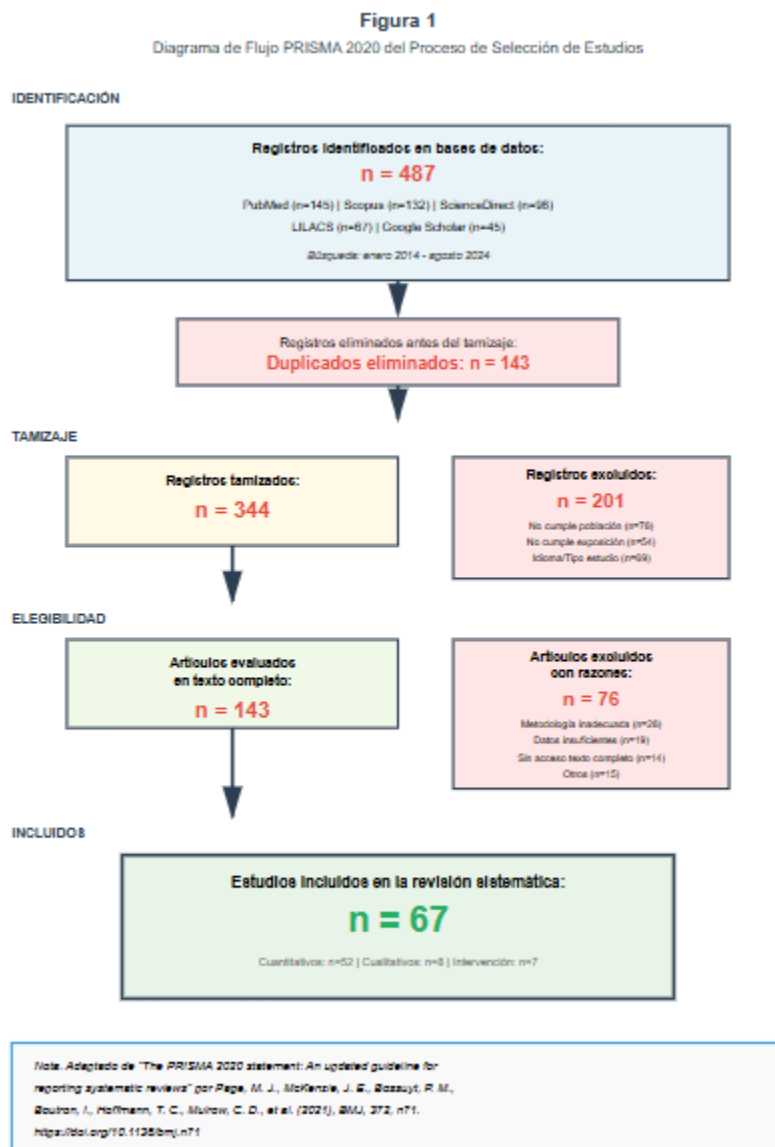 Figura 1
Diagrama de Flujo PRISMA 2020 del Proceso de Selección de Estudios
IDENTIFICACIÓN
Registros identificados en bases de datos:
n = 487
PubMed (n=145) | Scopus (n=132) | ScienceDirect (n=98)
LILACS (n=67) | Google Scholar (n=45)
Búsqueda: enero 2014 - agosto 2024
Registros eliminados antes del tamizaje:
Duplicados eliminados: n = 143
TAMIZAJE
Registros tamizados:
n = 344
Registros excluidos:
n = 201
No cumple población (n=78)
No cumple exposición (n=54)
Idioma/Tipo estudio (n=69)
ELEGIBILIDAD
Artículos evaluados
en texto completo:
n = 143
Artículos excluidos
con razones:
n = 76
Metodología inadecuada (n=28)
Datos insuficientes (n=19)
Sin acceso texto completo (n=14)
Otros (n=15)
INCLUIDOS
Estudios incluidos en la revisión sistemática:
n = 67
Cuantitativos: n=52 | Cualitativos: n=8 | Intervención: n=7
Nota. Adaptado de "The PRISMA 2020 statement: An updated guideline for
reporting systematic reviews" por Page, M. J., McKenzie, J. E., Bossuyt, P. M.,
Boutron, I., Hoffmann, T. C., Mulrow, C. D., et al. (2021), BMJ, 372, n71.
https://doi.org/10.1136/bmj.n71